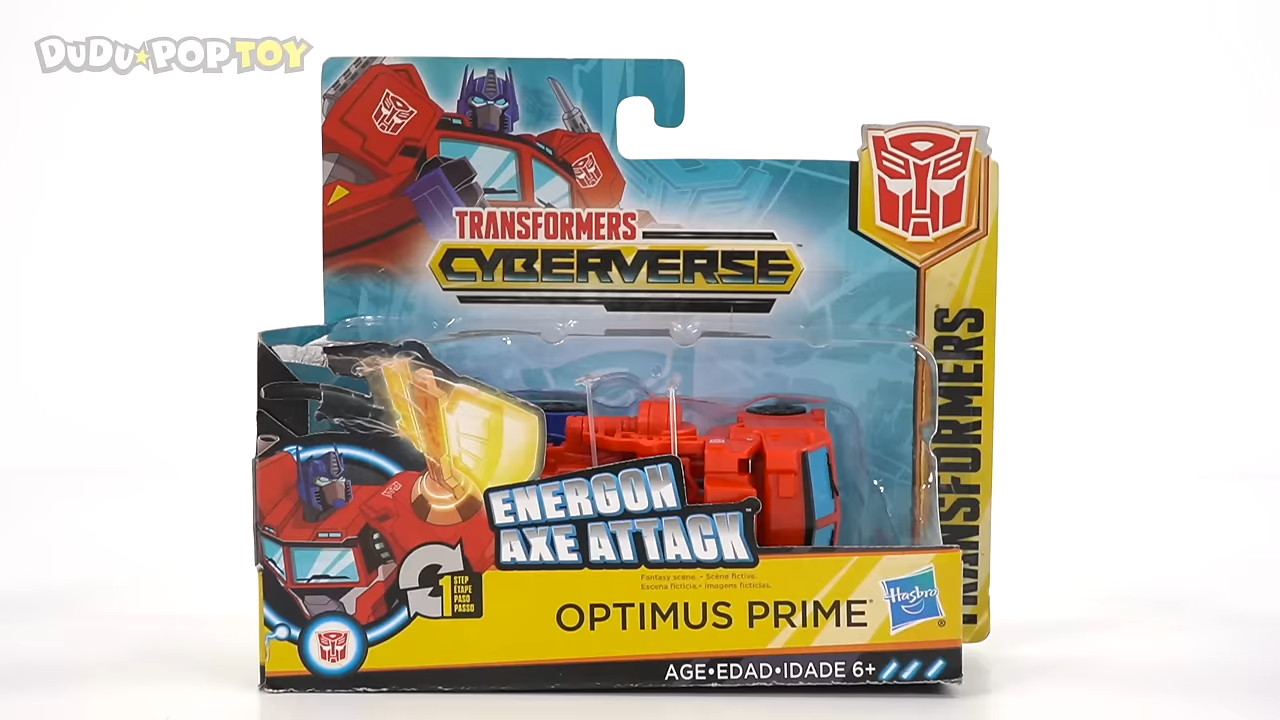 DUDU★POPTOY
TRANSFORMERS
CYBERVERSE
TRANSFORMERS
ENERGON
AXE ATTACK™
1 STEP
ÉTAPE
PASO
PASSO
Fantasy scene. • Scène fictive.
Escena ficticia. • Imagens fictícias.
OPTIMUS PRIME
Hasbro®
AGE•EDAD•IDADE 6+